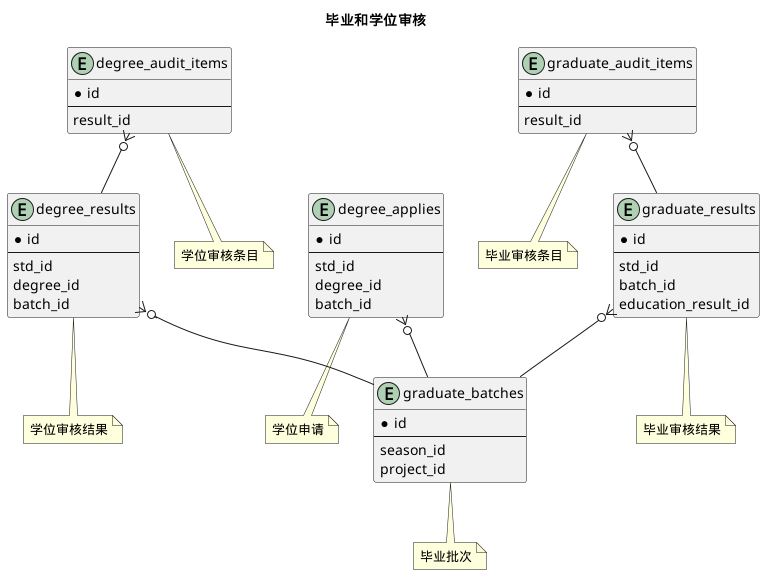 毕业和学位审核
E degree_audit_items
id
result_id
E graduate_audit_items
id
result_id
E degree_results
id
std_id
degree_id
batch_id
学位审核条目
E degree_applies
id
std_id
degree_id
batch_id
毕业审核条目
E graduate_results
id
std_id
batch_id
education_result_id
学位审核结果
学位申请
E graduate_batches
id
season_id
project_id
毕业审核结果
毕业批次